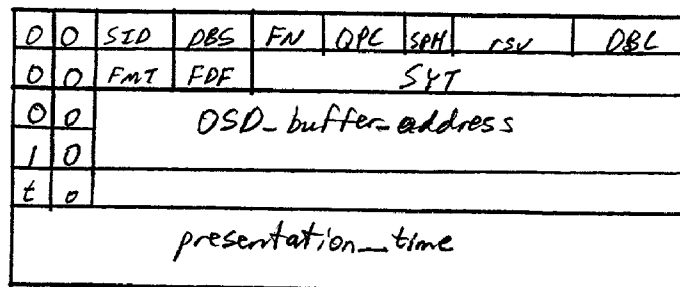 0 0 SID DBS FN QPC SPH rsv DBC
0 0 FMT FDF SYT
0 0 OSD_buffer_address
1 0
t 0
presentation_time